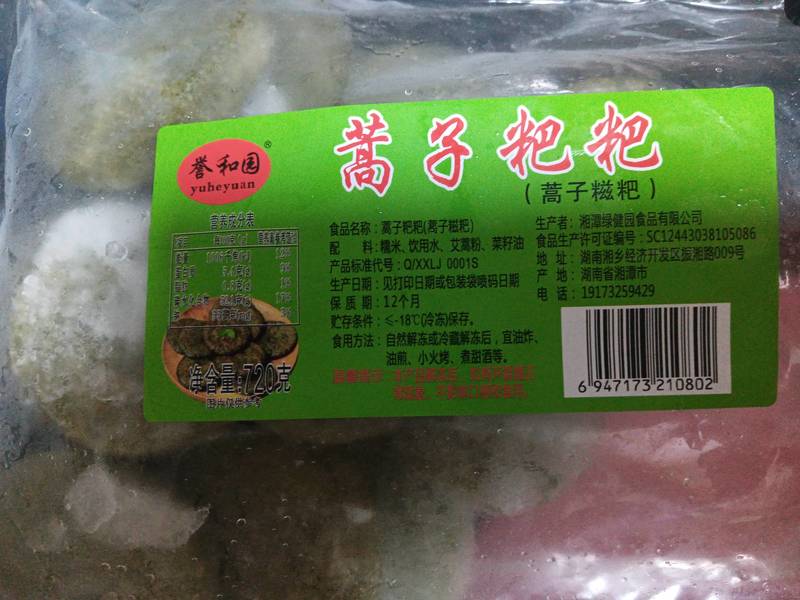 誉和园®
yuheyuan
蒿子粑粑
(蒿子糍粑)
营养成分表
净含量:720克
图片仅供参考
食品名称:蒿子粑粑(蒿子糍粑)
配 料:糯米、饮用水、艾蒿粉、菜籽油
产品标准代号:Q/XXLJ 0001S
生产日期:见打印日期或包装袋喷码日期
保 质 期:12个月
贮存条件:≤-18℃(冷冻)保存。
食用方法:自然解冻或冷藏解冻后,宜油炸、
油煎、小火烤、煮甜酒等。
生产者:湘潭绿健园食品有限公司
食品生产许可证编号:SC12443038105086
地 址:湖南湘乡经济开发区振湘路009号
产 地:湖南省湘潭市
电 话:19173259429
6 947173 210802